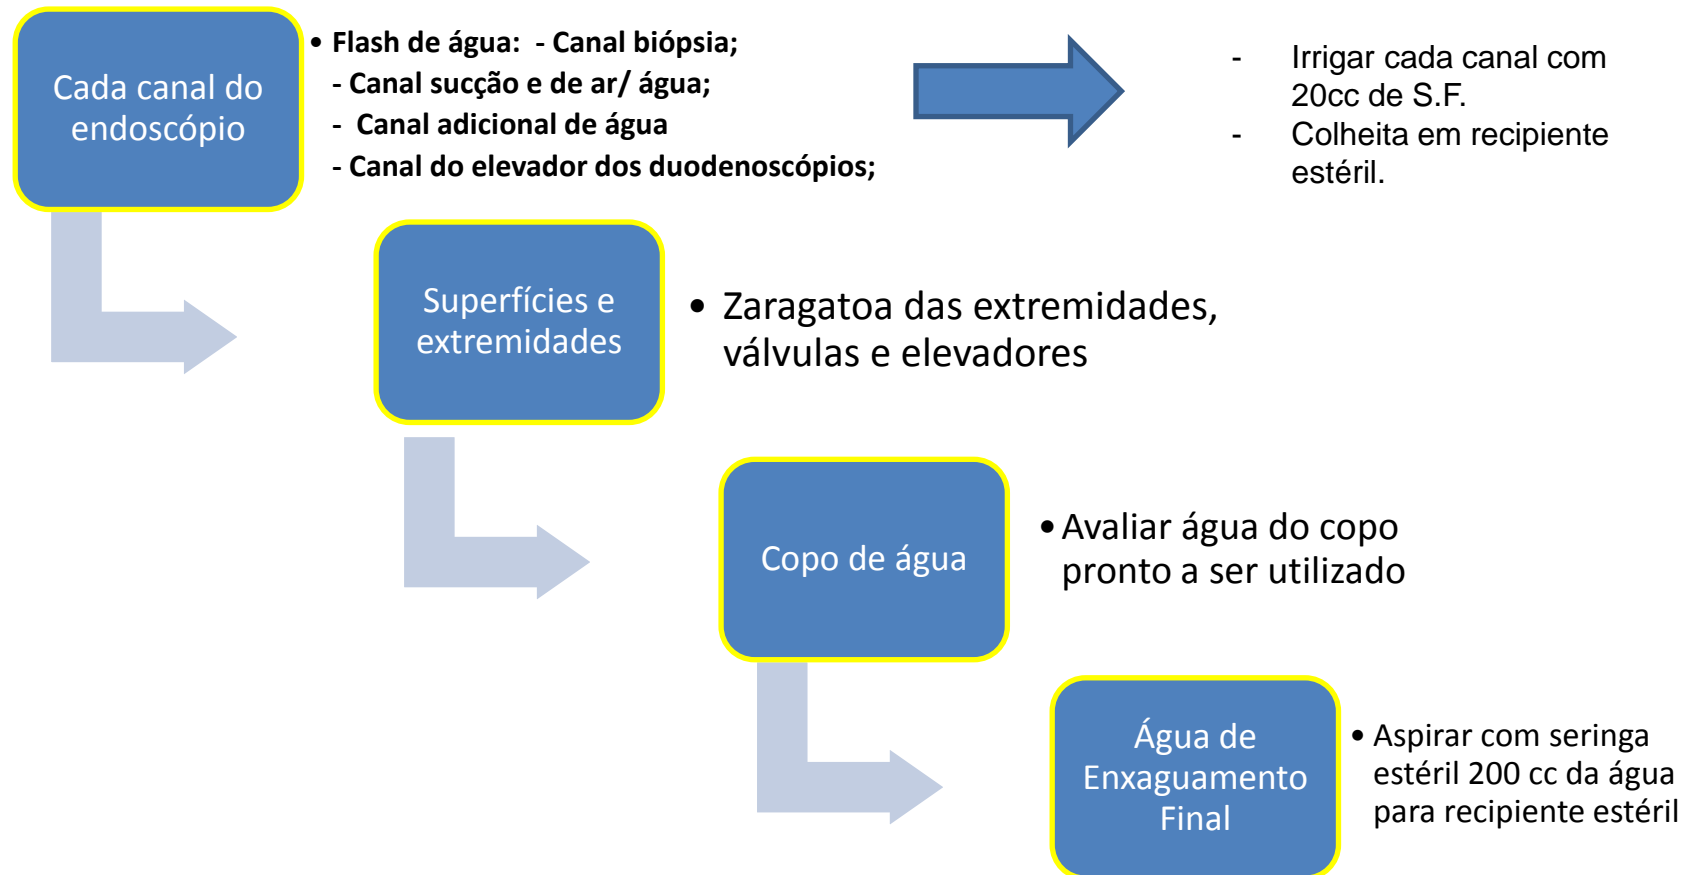 Cada canal do
endoscópio
• Flash de água: - Canal biópsia;
- Canal sucção e de ar/ água;
- Canal adicional de água
- Canal do elevador dos duodenoscópios;
- Irrigar cada canal com
20cc de S.F.
- Colheita em recipiente
estéril.
Superfícies e
extremidades
• Zaragatoa das extremidades,
válvulas e elevadores
Copo de água
• Avaliar água do copo
pronto a ser utilizado
Água de
Enxaguamento
Final
• Aspirar com seringa
estéril 200 cc da água
para recipiente estéril